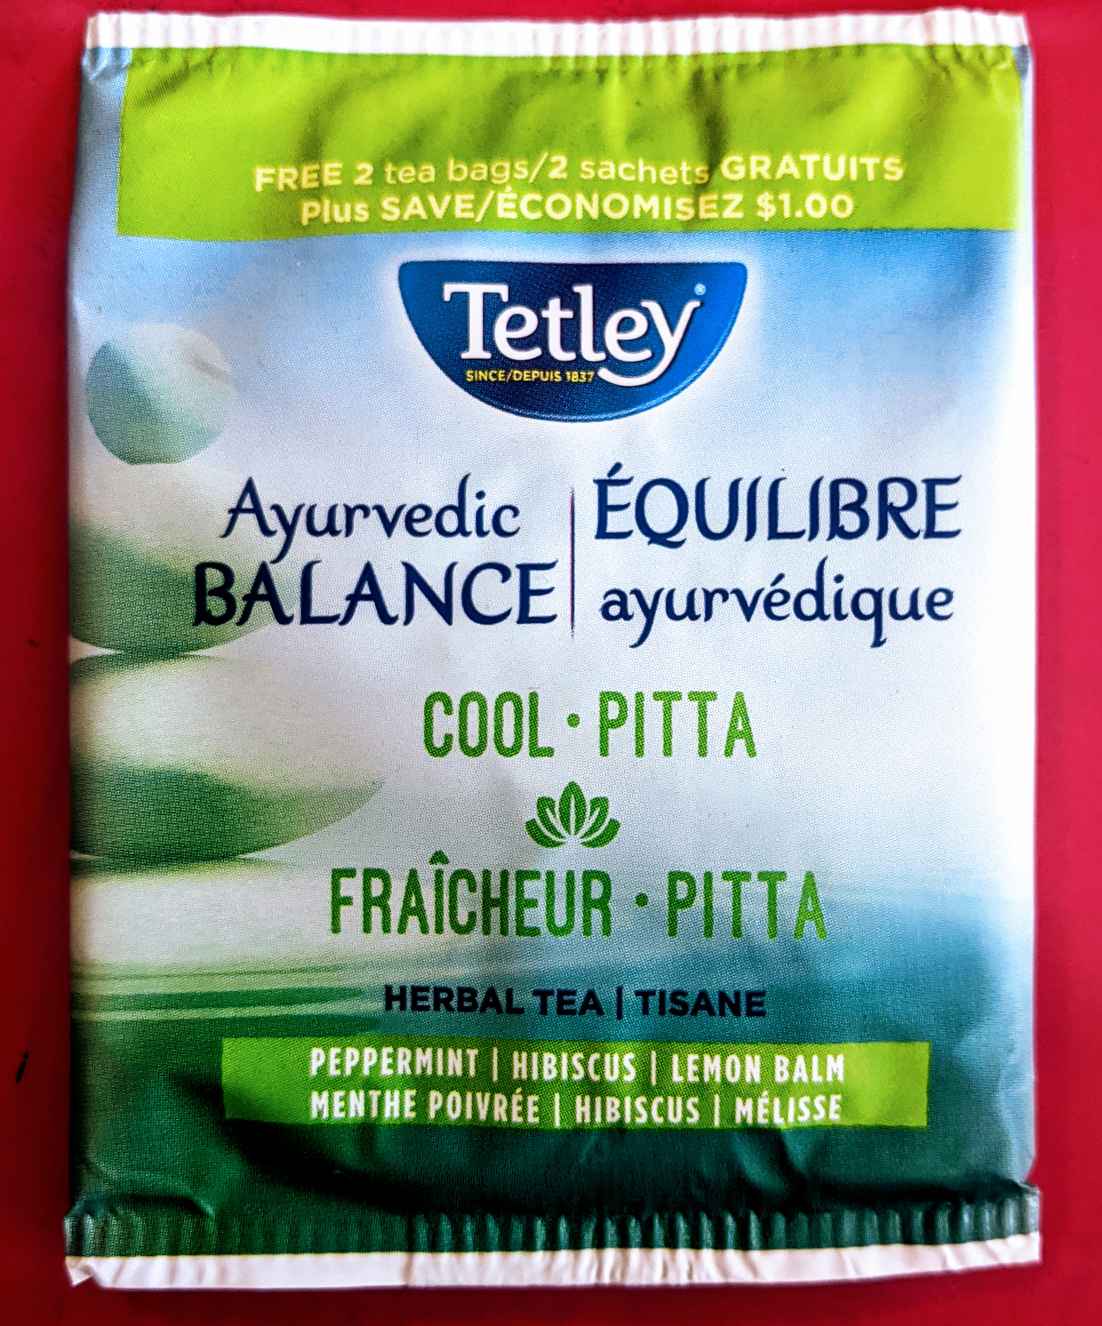 FREE 2 tea bags/2 sachets GRATUITS
Plus SAVE/ÉCONOMISEZ $1.00
Tetley®
SINCE/DEPUIS 1837
Ayurvedic
BALANCE
ÉQUILIBRE
ayurvédique
COOL • PITTA
FRAÎCHEUR • PITTA
HERBAL TEA | TISANE
PEPPERMINT | HIBISCUS | LEMON BALM
MENTHE POIVRÉE | HIBISCUS | MÉLISSE